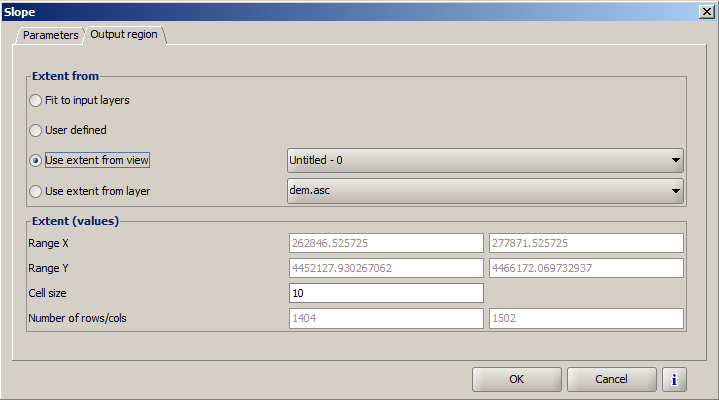 Slope
Parameters Output region
Extent from
Fit to input layers
User defined
Use extent from view Untitled - 0
Use extent from layer dem.asc
Extent (values)
Range X 262846.525725 277871.525725
Range Y 4452127.930267062 4466172.069732937
Cell size 10
Number of rows/cols 1404 1502
OK Cancel i